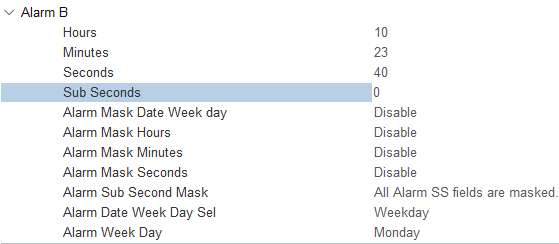 Alarm B
Hours 10
Minutes 23
Seconds 40
Sub Seconds 0
Alarm Mask Date Week day Disable
Alarm Mask Hours Disable
Alarm Mask Minutes Disable
Alarm Mask Seconds Disable
Alarm Sub Second Mask All Alarm SS fields are masked.
Alarm Date Week Day Sel Weekday
Alarm Week Day Monday